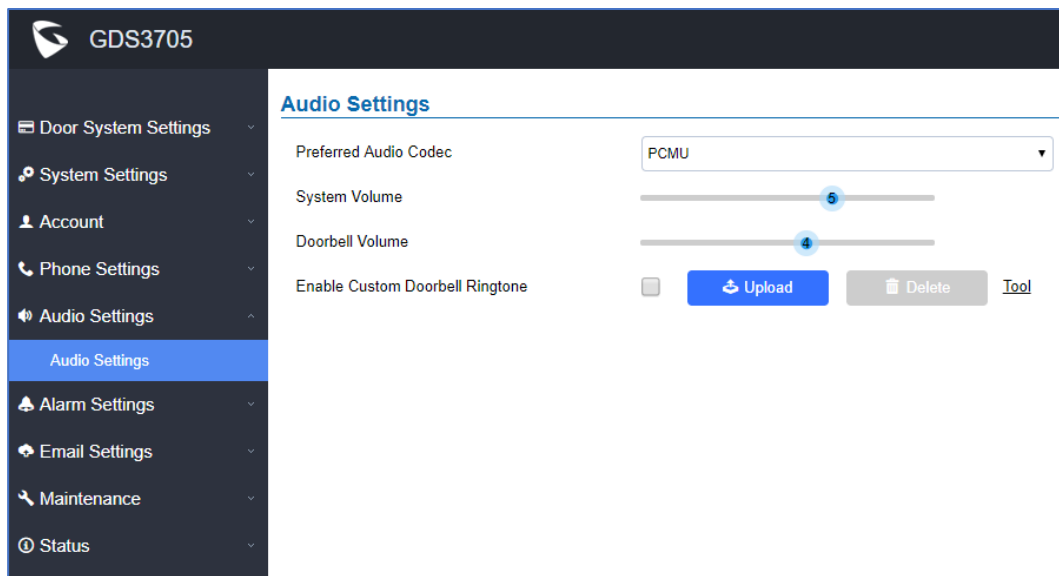 GDS3705
Door System Settings
System Settings
Account
Phone Settings
Audio Settings
Audio Settings
Alarm Settings
Email Settings
Maintenance
Status
Audio Settings
Preferred Audio Codec PCMU
System Volume 5
Doorbell Volume 4
Enable Custom Doorbell Ringtone Upload Delete Tool